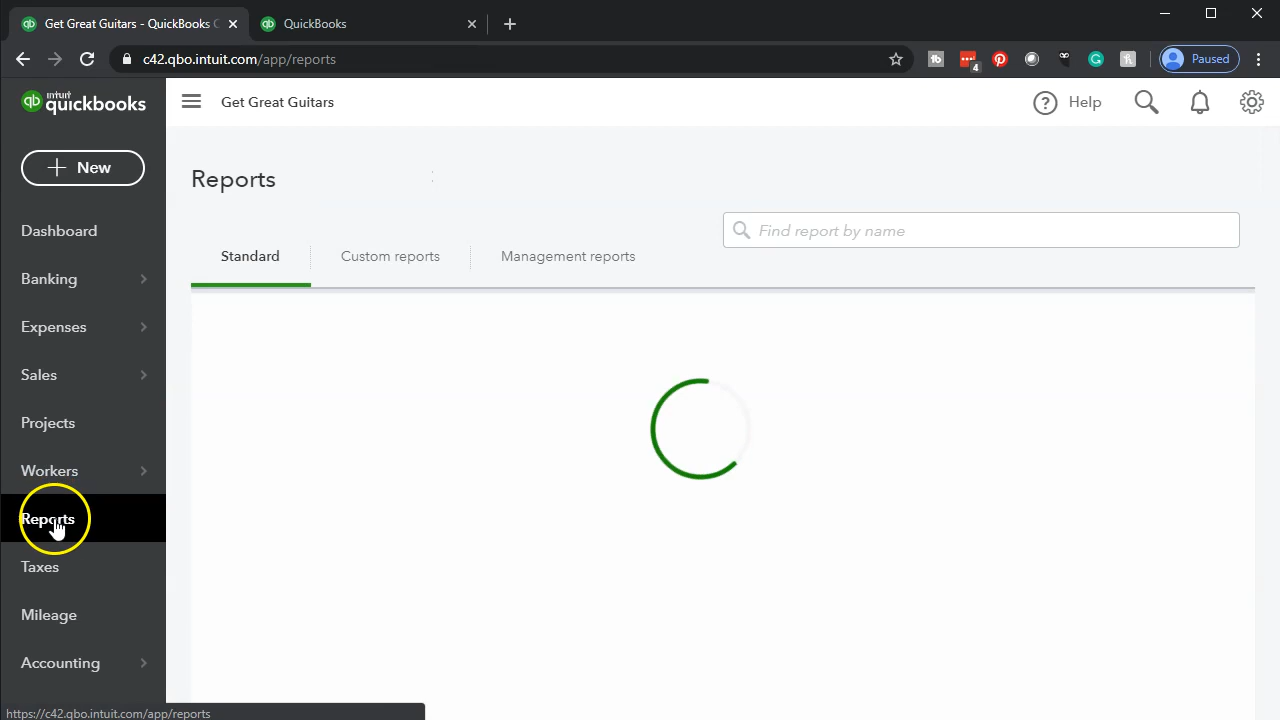 Get Great Guitars - QuickBooks C
QuickBooks
c42.qbo.intuit.com/app/reports
4
Paused
intuit
quickbooks
Get Great Guitars
Help
New
Reports
Find report by name
Standard
Custom reports
Management reports
Dashboard
Banking
Expenses
Sales
Projects
Workers
Reports
Taxes
Mileage
Accounting
https://c42.qbo.intuit.com/app/reports